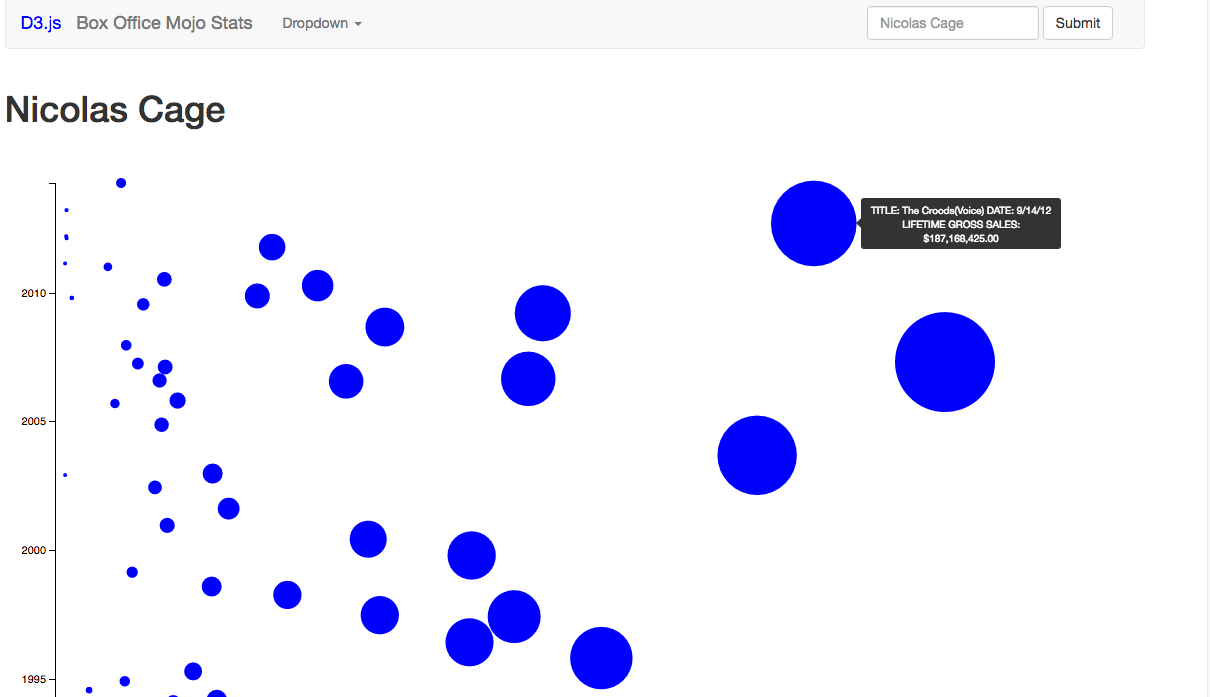 D3.js Box Office Mojo Stats Dropdown Nicolas Cage Submit
Nicolas Cage
TITLE: The Croods(Voice) DATE: 9/14/12
LIFETIME GROSS SALES:
$187,168,425.00
2010
2005
2000
1995